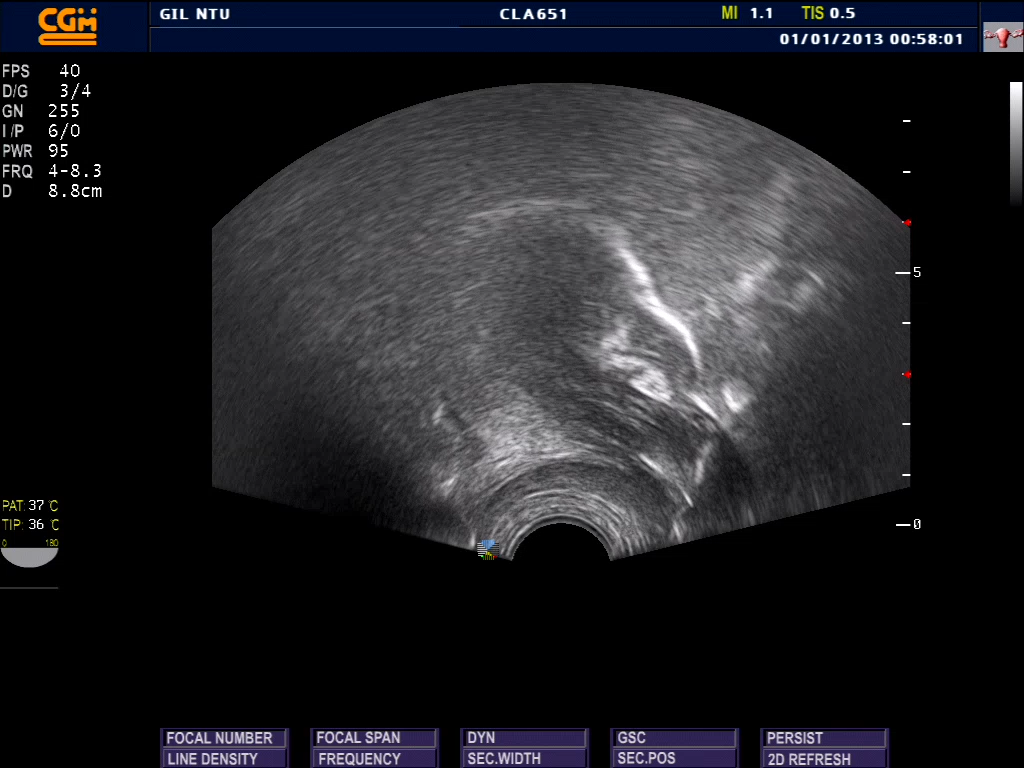 CGM
GIL NTU
CLA651
MI 1.1 TIS 0.5
01/01/2013 00:58:01
FPS 40
D/G 3/4
GN 255
I/P 6/0
PWR 95
FRQ 4-8.3
D 8.8cm
5
PAT: 37 °C
TIP: 36 °C
0 180
0
FOCAL NUMBER
LINE DENSITY
FOCAL SPAN
FREQUENCY
DYN
SEC.WIDTH
GSC
SEC.POS
PERSIST
2D REFRESH